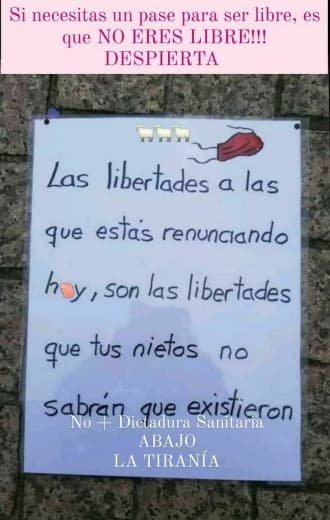 Si necesitas un pase para ser libre, es
que NO ERES LIBRE!!!
DESPIERTA
Las libertades a las
que estás renunciando
hoy, son las libertades
que tus nietos no
sabrán que existieron
No + Dictadura Sanitaria
ABAJO
LA TIRANÍA